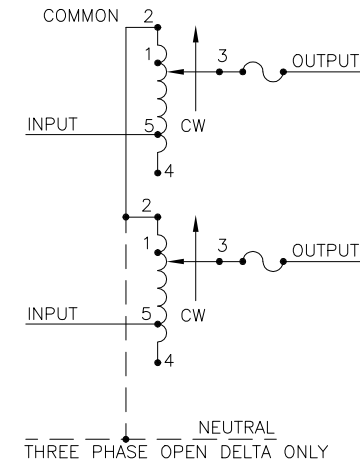 COMMON
2
1
3
OUTPUT
INPUT
5
CW
4
2
1
3
OUTPUT
INPUT
5
CW
4
NEUTRAL
THREE PHASE OPEN DELTA ONLY